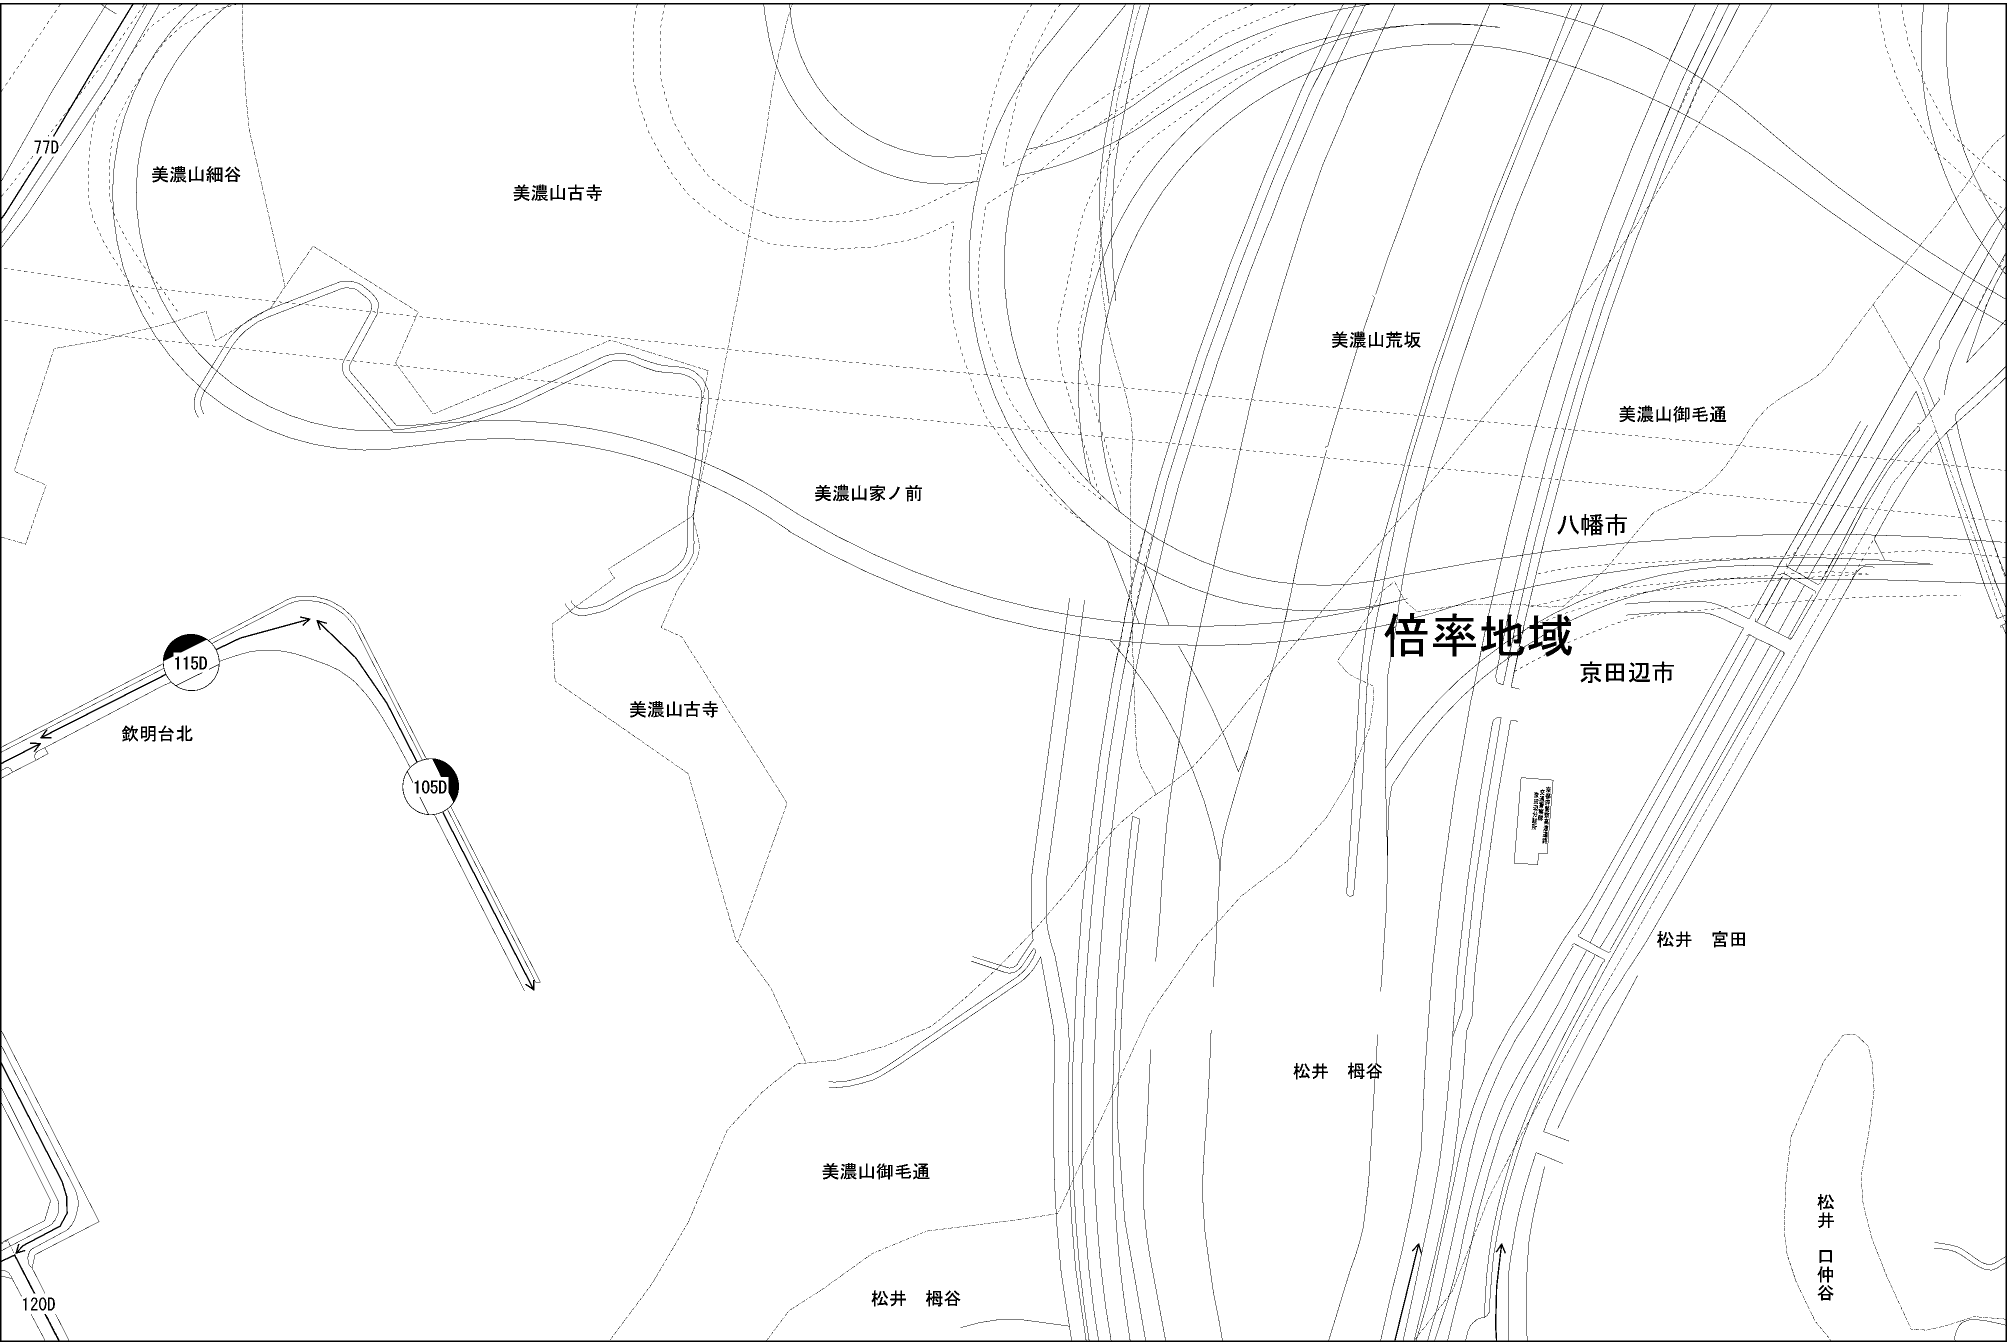 77D
美濃山細谷
美濃山古寺
美濃山荒坂
美濃山御毛通
美濃山家ノ前
八幡市
倍率地域
京田辺市
115D
美濃山古寺
欽明台北
105D
松井　宮田
松井　栂谷
美濃山御毛通
松井　口仲谷
松井　栂谷
120D